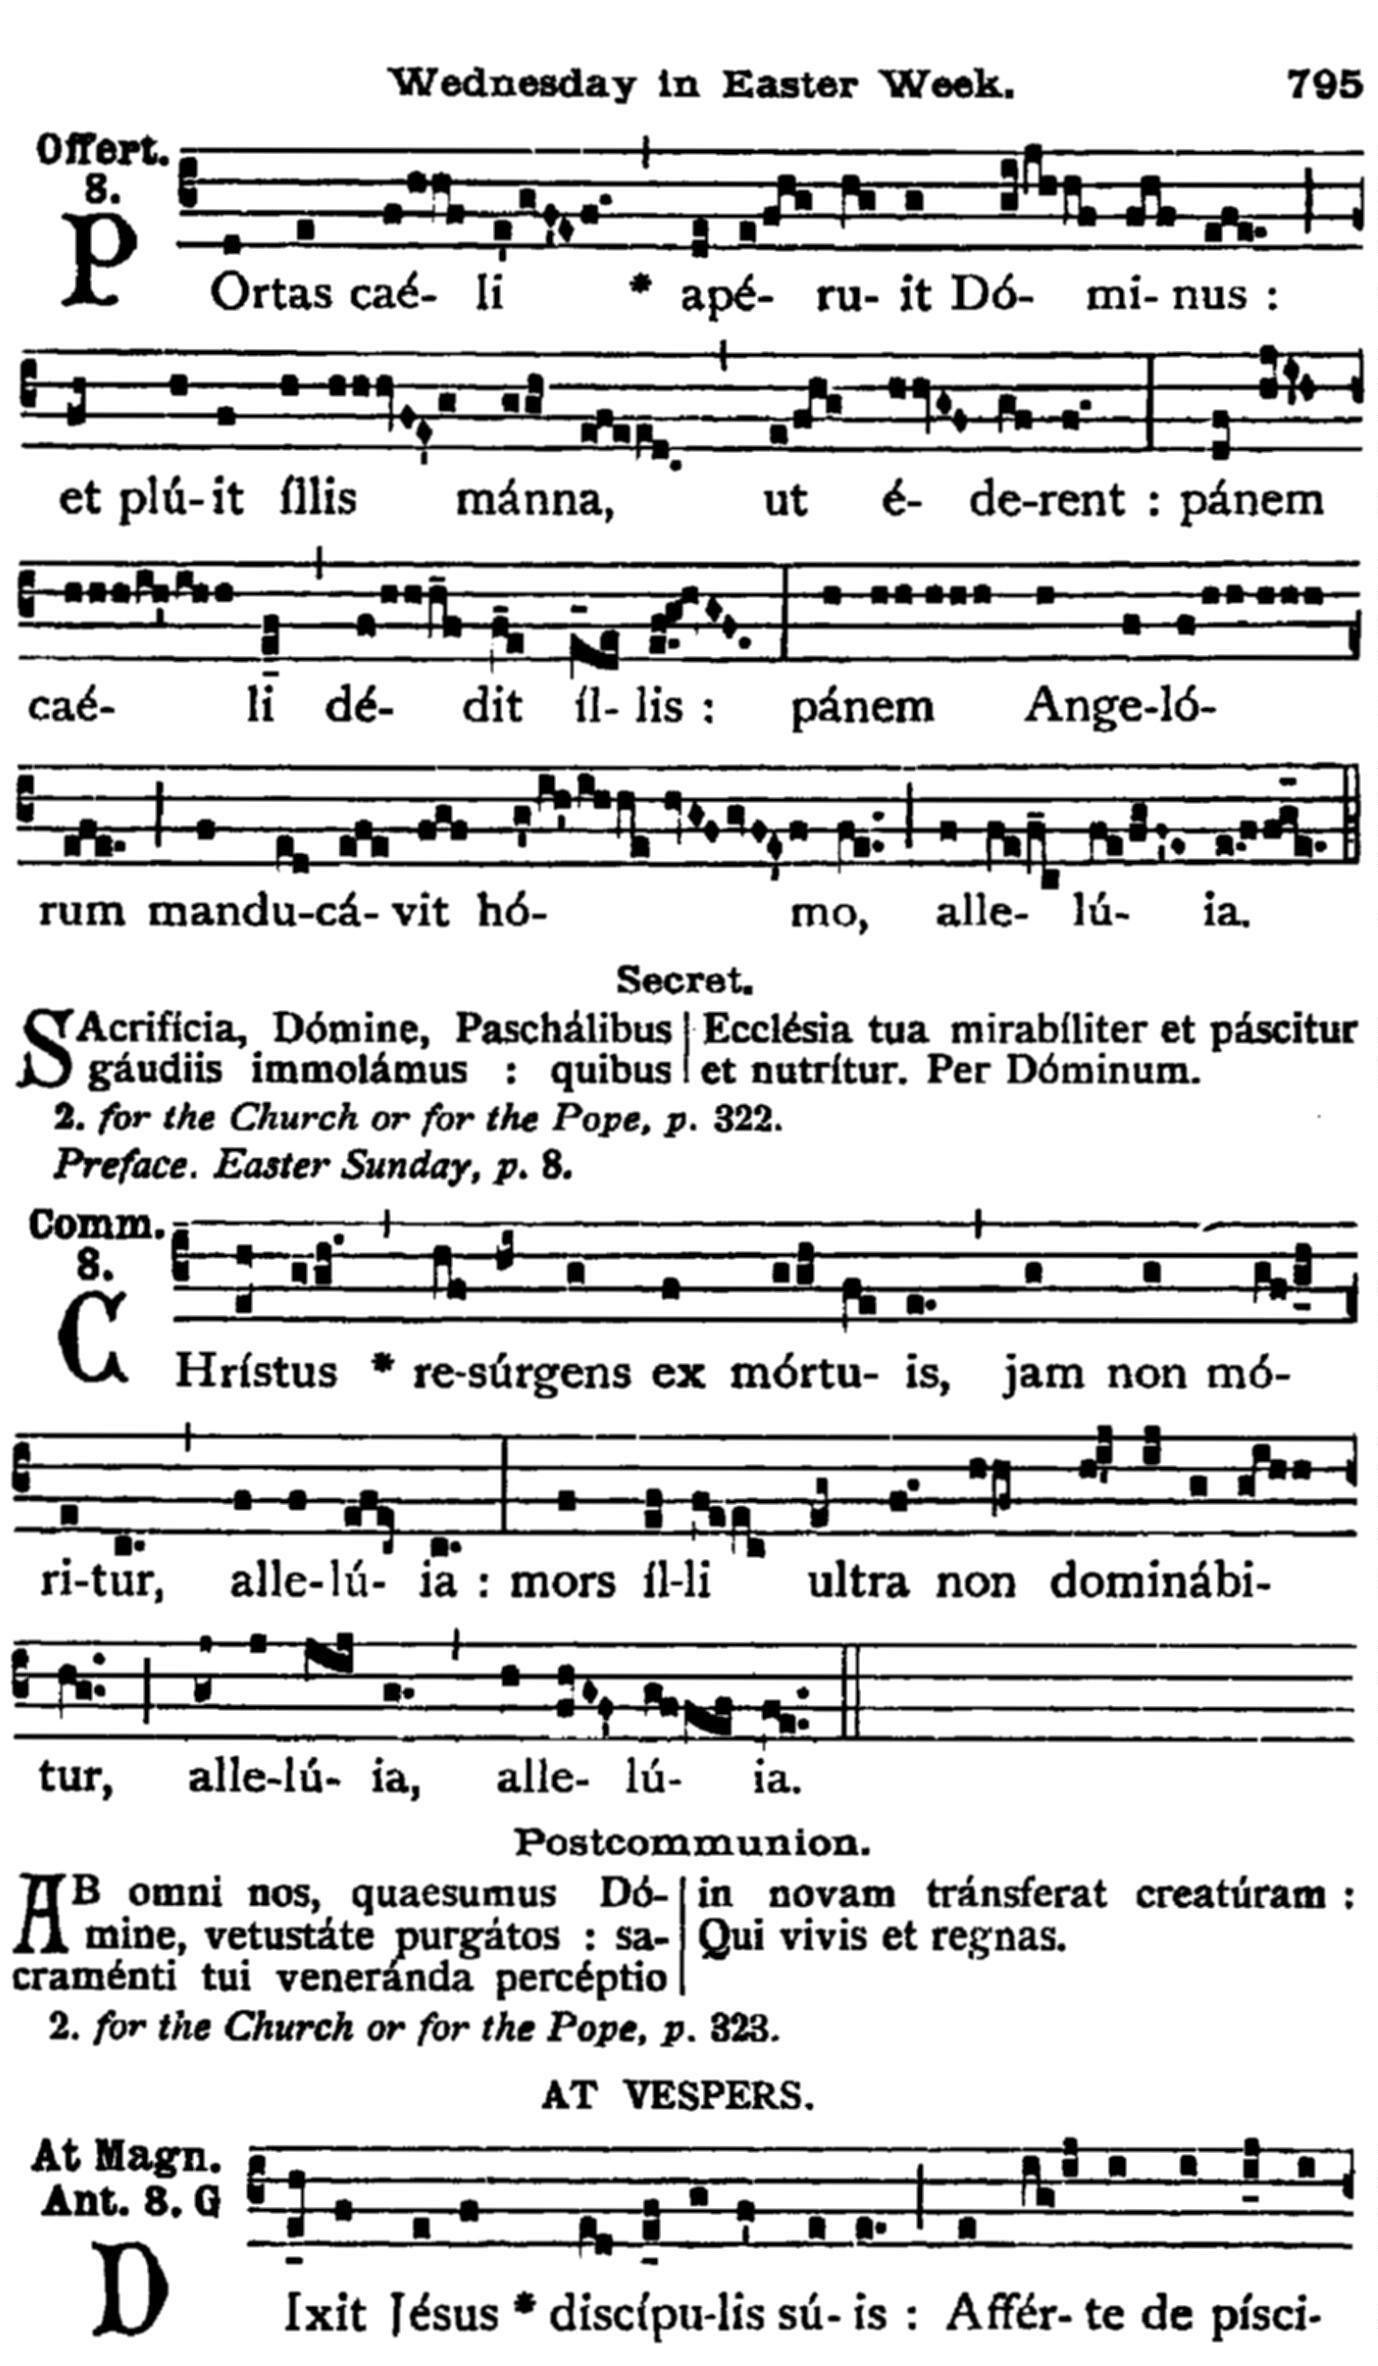 Wednesday in Easter Week. 795
Offert.
8.
POrtas caé- li * apé- ru- it Dó- mi- nus :
et plú-it íllis mánna, ut é- de-rent : pánem
caé- li dé- dit íl- lis : pánem Ange-ló-
rum mandu-cá- vit hó- mo, alle- lú- ia.
Secret.
SAcrifícia, Dómine, Paschálibus
gáudiis immolámus : quibus
Ecclésia tua mirabíliter et páscitur
et nutrítur. Per Dóminum.
2. for the Church or for the Pope, p. 322.
Preface. Easter Sunday, p. 8.
Comm.
8.
CHrístus * re-súrgens ex mórtu- is, jam non mó-
ri-tur, alle-lú- ia : mors íl-li ultra non dominábi-
tur, alle-lú- ia, alle- lú- ia.
Postcommunion.
AB omni nos, quaesumus Dó-
mine, vetustáte purgátos : sa-
craménti tui veneránda percéptio
in novam tránsferat creatúram :
Qui vivis et regnas.
2. for the Church or for the Pope, p. 323.
AT VESPERS.
At Magn.
Ant. 8. G
DIxit Jésus * discípu-lis sú- is : Affér- te de písci-